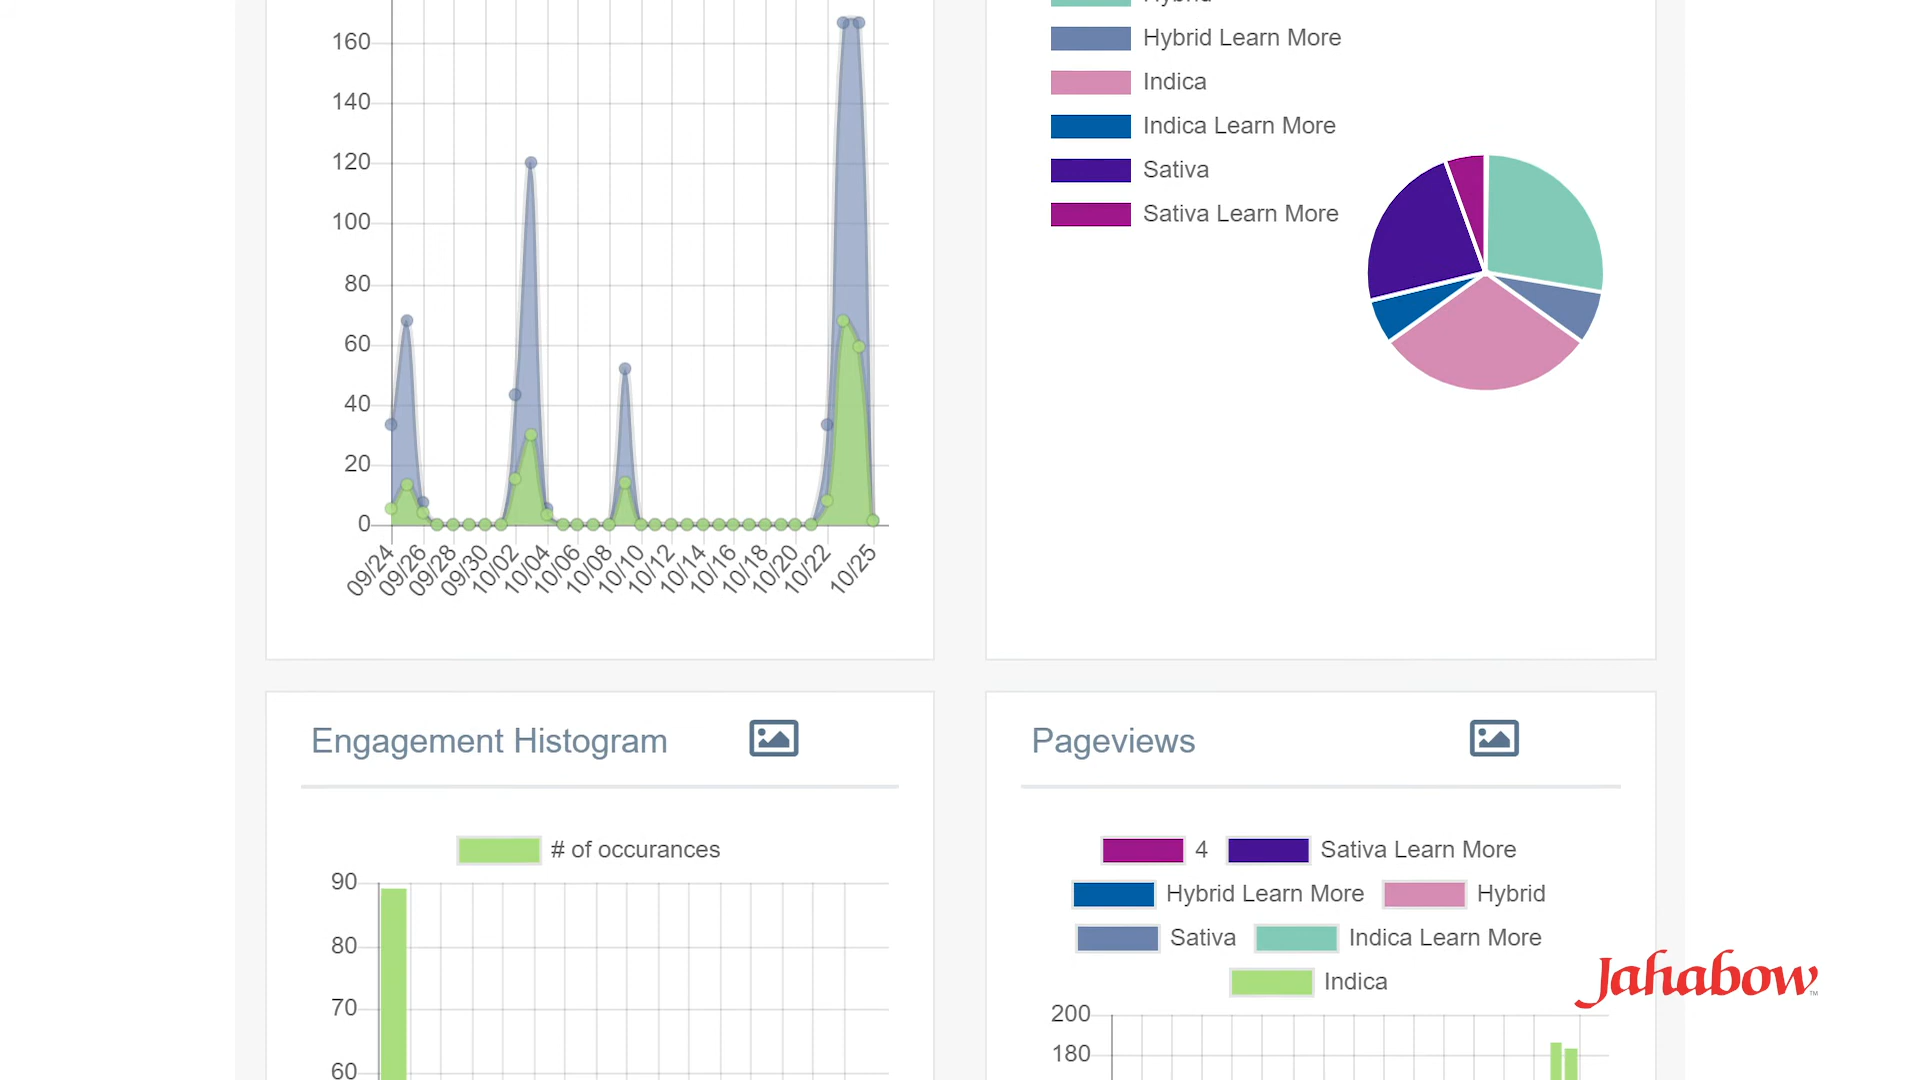 160
140
120
100
80
60
40
20
0
09/24 09/26 09/28 09/30 10/02 10/04 10/06 10/08 10/10 10/12 10/14 10/16 10/18 10/20 10/22 10/25
Hybrid
Hybrid Learn More
Indica
Indica Learn More
Sativa
Sativa Learn More
Engagement Histogram
# of occurances
90
80
70
60
Pageviews
4 Sativa Learn More
Hybrid Learn More Hybrid
Sativa Indica Learn More
Indica
200
180
Jahabow™